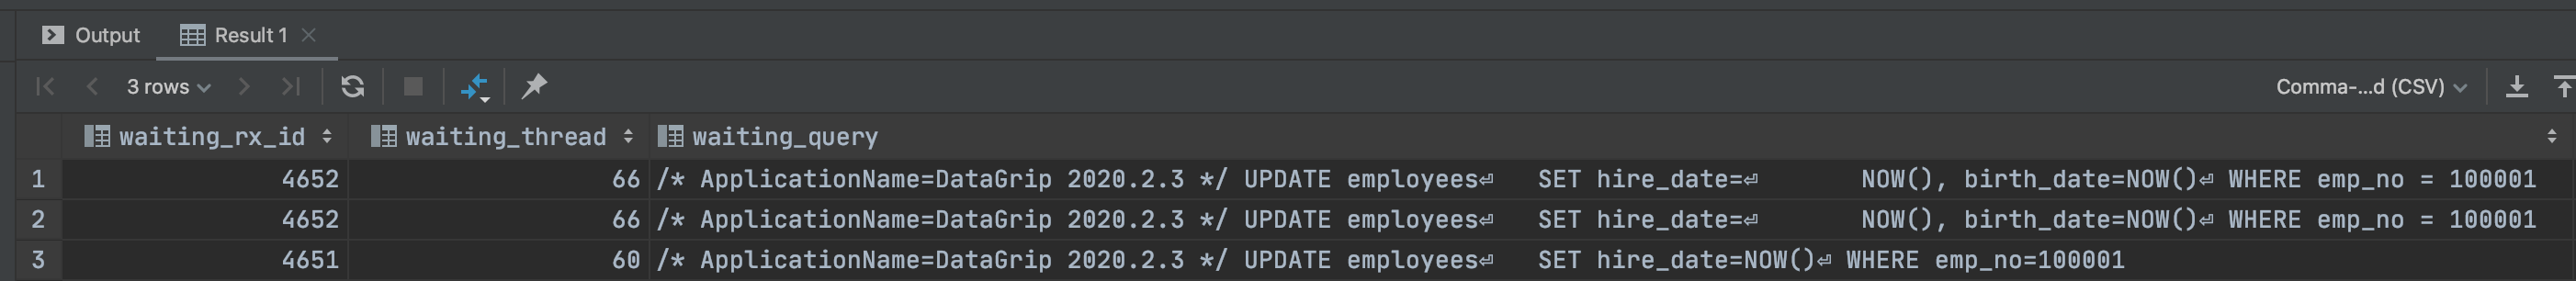 Output Result 1
3 rows Comma-...d (CSV)
waiting_rx_id waiting_thread waiting_query
1 4652 66 /* ApplicationName=DataGrip 2020.2.3 */ UPDATE employees⏎ SET hire_date=⏎ NOW(), birth_date=NOW()⏎ WHERE emp_no = 100001
2 4652 66 /* ApplicationName=DataGrip 2020.2.3 */ UPDATE employees⏎ SET hire_date=⏎ NOW(), birth_date=NOW()⏎ WHERE emp_no = 100001
3 4651 60 /* ApplicationName=DataGrip 2020.2.3 */ UPDATE employees⏎ SET hire_date=NOW()⏎ WHERE emp_no=100001